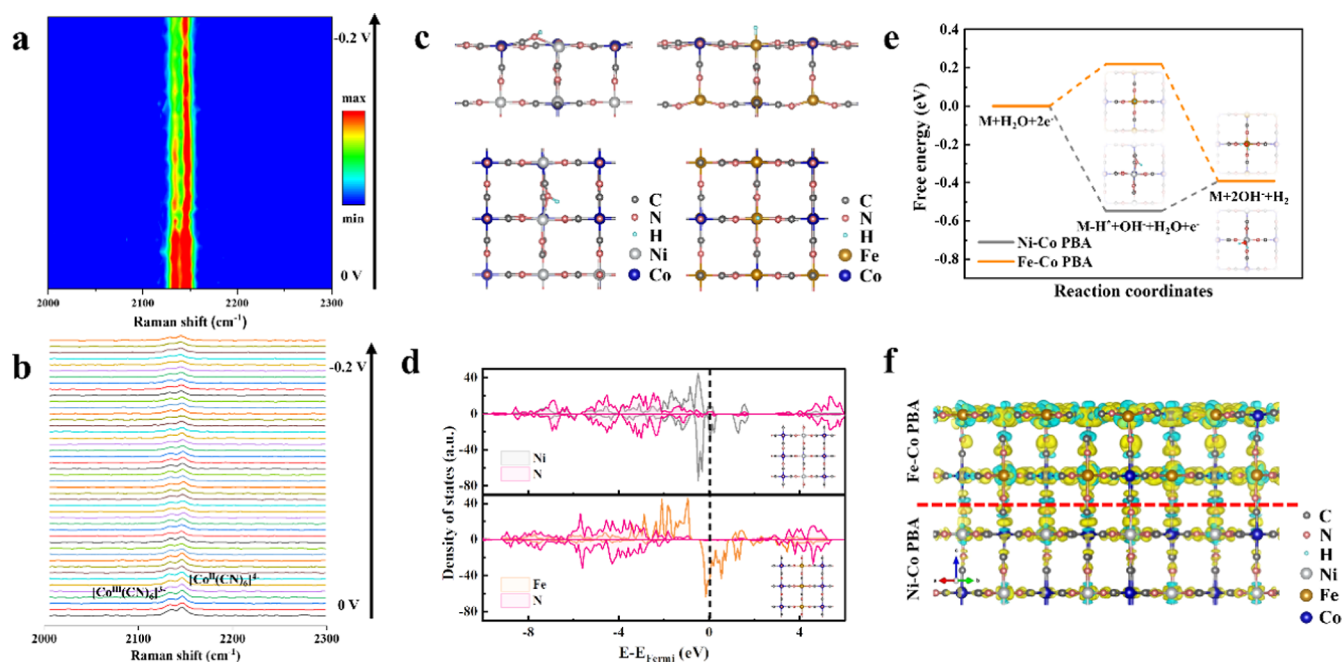 a
-0.2 V
max
min
0 V
2000 2100 2200 2300
Raman shift (cm⁻¹)
b
-0.2 V
[Coᴵᴵ(CN)₆]⁴⁻
[Coᴵᴵᴵ(CN)₆]³⁻
0 V
2000 2100 2200 2300
Raman shift (cm⁻¹)
c
C
N
H
Ni
Co
C
N
H
Fe
Co
d
Density of states (a.u.)
40
0
-40
-80
Ni
N
40
0
-40
-80
Fe
N
-8 -4 0 4
E-E_Fermi (eV)
e
Free energy (eV)
0.4
0.2
0.0
-0.2
-0.4
-0.6
-0.8
M+H₂O+2e⁻
M-H*+OH⁻+H₂O+e⁻
M+2OH⁻+H₂
Ni-Co PBA
Fe-Co PBA
Reaction coordinates
f
Fe-Co PBA
Ni-Co PBA
C
N
H
Ni
Fe
Co